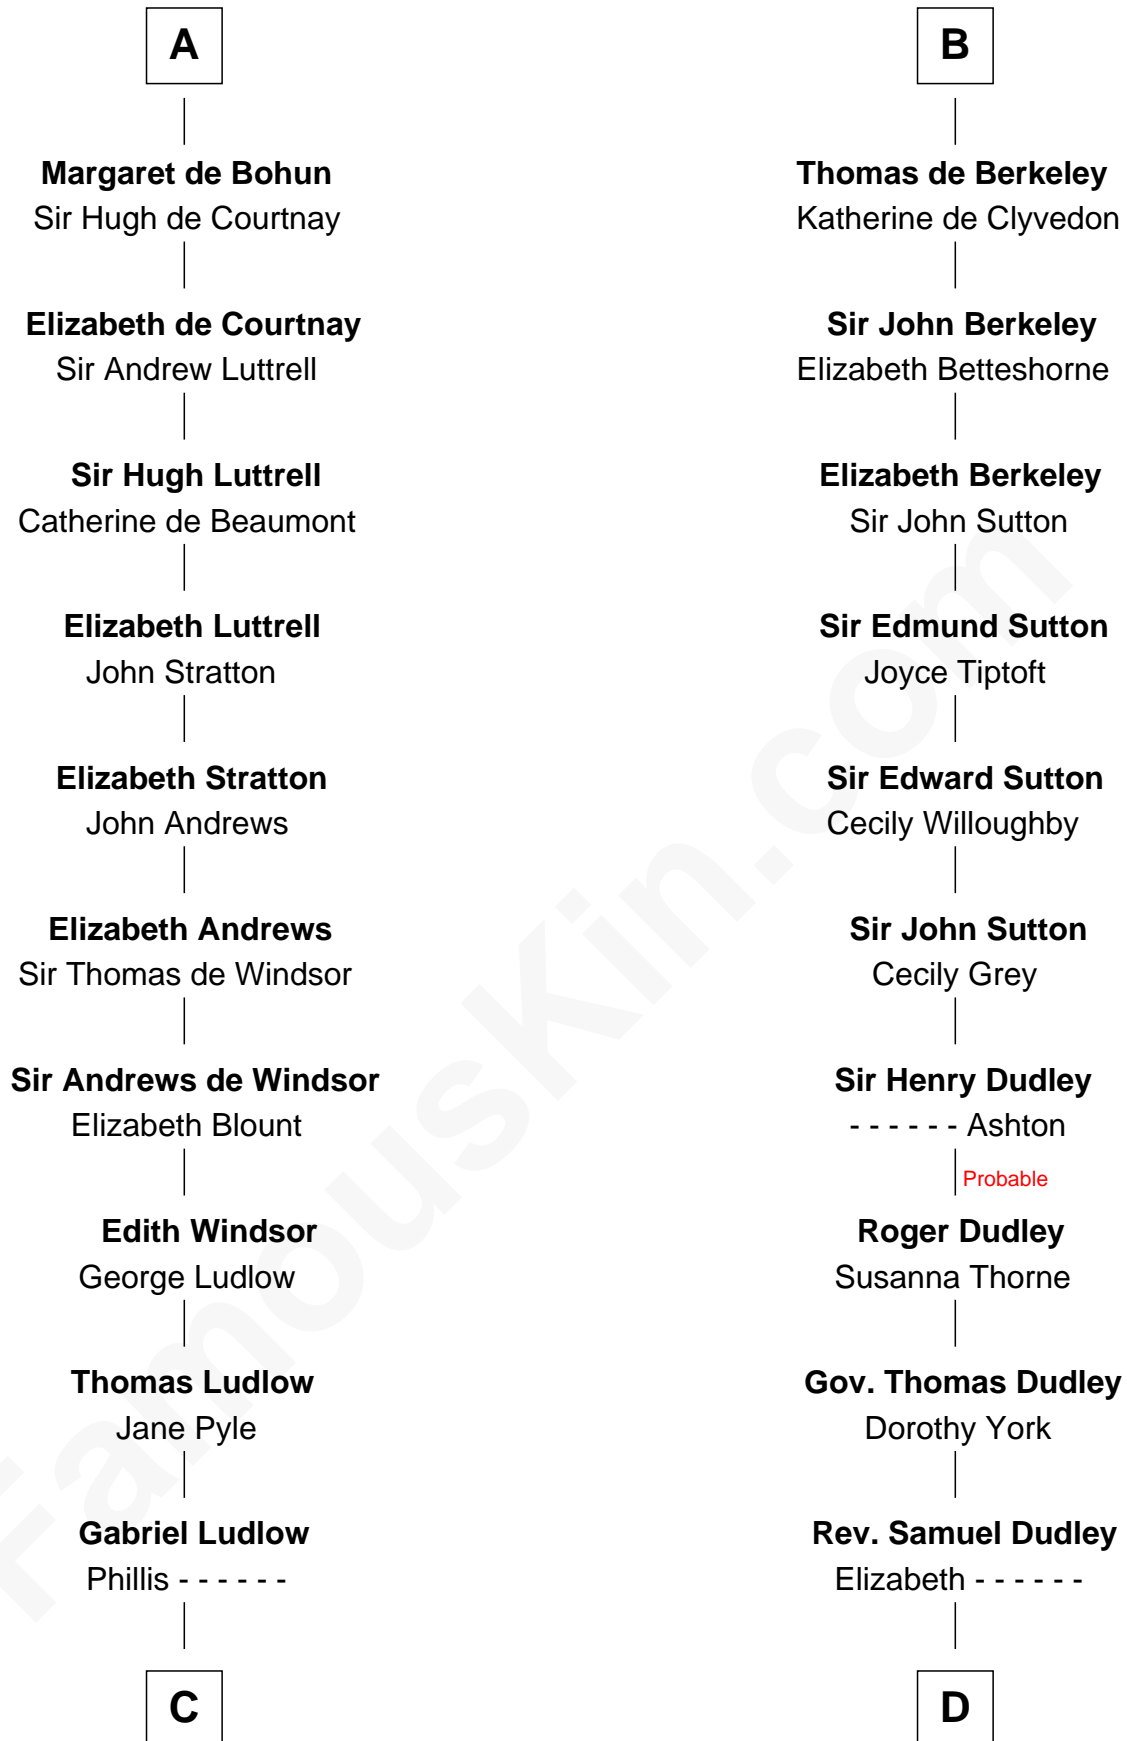 A
Margaret de Bohun
Sir Hugh de Courtnay
Elizabeth de Courtnay
Sir Andrew Luttrell
Sir Hugh Luttrell
Catherine de Beaumont
Elizabeth Luttrell
John Stratton
Elizabeth Stratton
John Andrews
Elizabeth Andrews
Sir Thomas de Windsor
Sir Andrews de Windsor
Elizabeth Blount
Edith Windsor
George Ludlow
Thomas Ludlow
Jane Pyle
Gabriel Ludlow
Phillis - - - - - -
C
B
Thomas de Berkeley
Katherine de Clyvedon
Sir John Berkeley
Elizabeth Betteshorne
Elizabeth Berkeley
Sir John Sutton
Sir Edmund Sutton
Joyce Tiptoft
Sir Edward Sutton
Cecily Willoughby
Sir John Sutton
Cecily Grey
Sir Henry Dudley
- - - - - - Ashton
Probable
Roger Dudley
Susanna Thorne
Gov. Thomas Dudley
Dorothy York
Rev. Samuel Dudley
Elizabeth - - - - - -
D
FamousKin.com